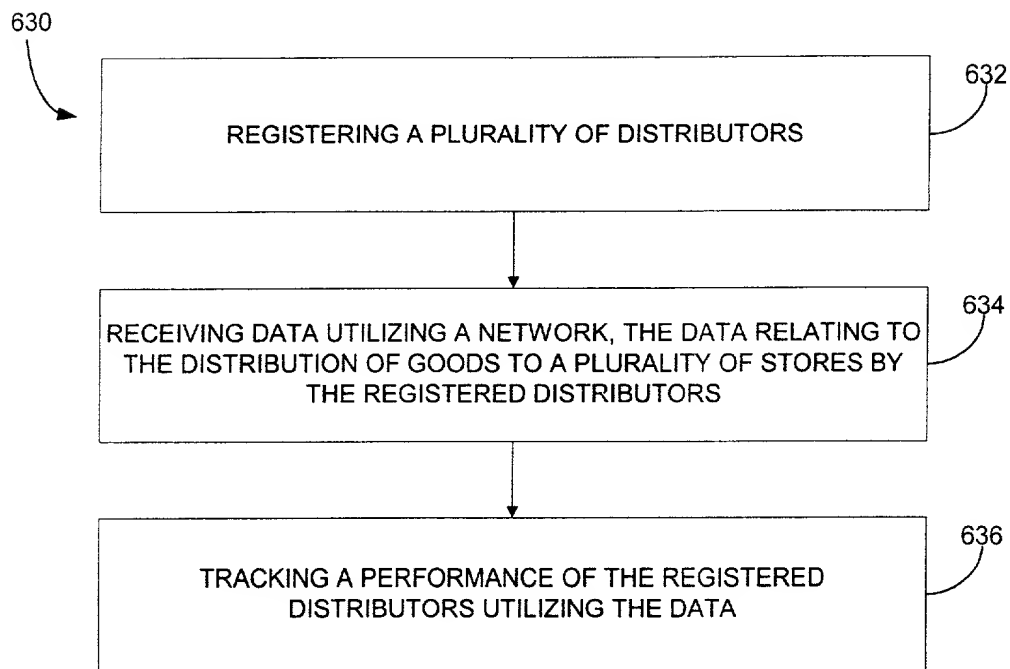 630
632
REGISTERING A PLURALITY OF DISTRIBUTORS
634
RECEIVING DATA UTILIZING A NETWORK, THE DATA RELATING TO
THE DISTRIBUTION OF GOODS TO A PLURALITY OF STORES BY
THE REGISTERED DISTRIBUTORS
636
TRACKING A PERFORMANCE OF THE REGISTERED
DISTRIBUTORS UTILIZING THE DATA